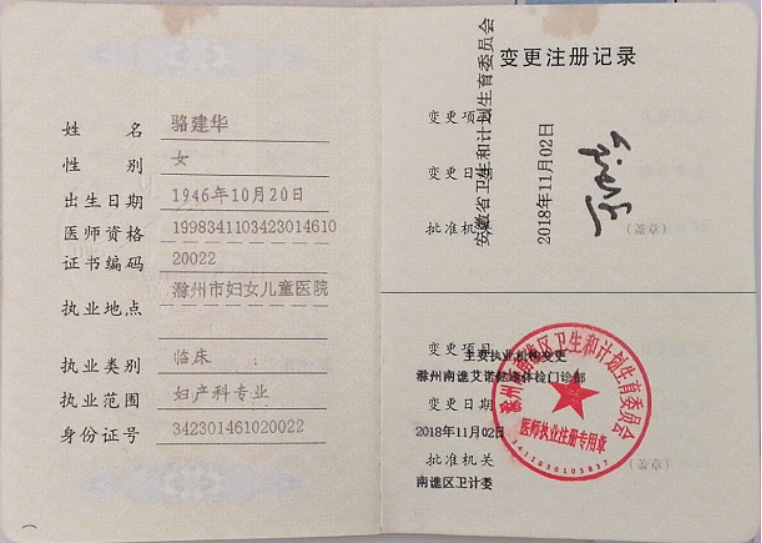 姓名 骆建华
性别 女
出生日期 1946年10月20日
医师资格 1998341103423014610
证书编码 20022
执业地点 滁州市妇女儿童医院
执业类别 临床
执业范围 妇产科专业
身份证号 342301461020022
变更注册记录
变更项目
变更日期
批准机关
(盖章)
安徽省卫生和计划生育委员会
2018年11月02日
变更项目
主要执业机构变更
滁州南谯艾诺健康体检门诊部
变更日期
2018年11月02日
批准机关
(盖章)
南谯区卫计委
滁州市南谯区卫生和计划生育委员会
医师执业注册专用章
3411030105837